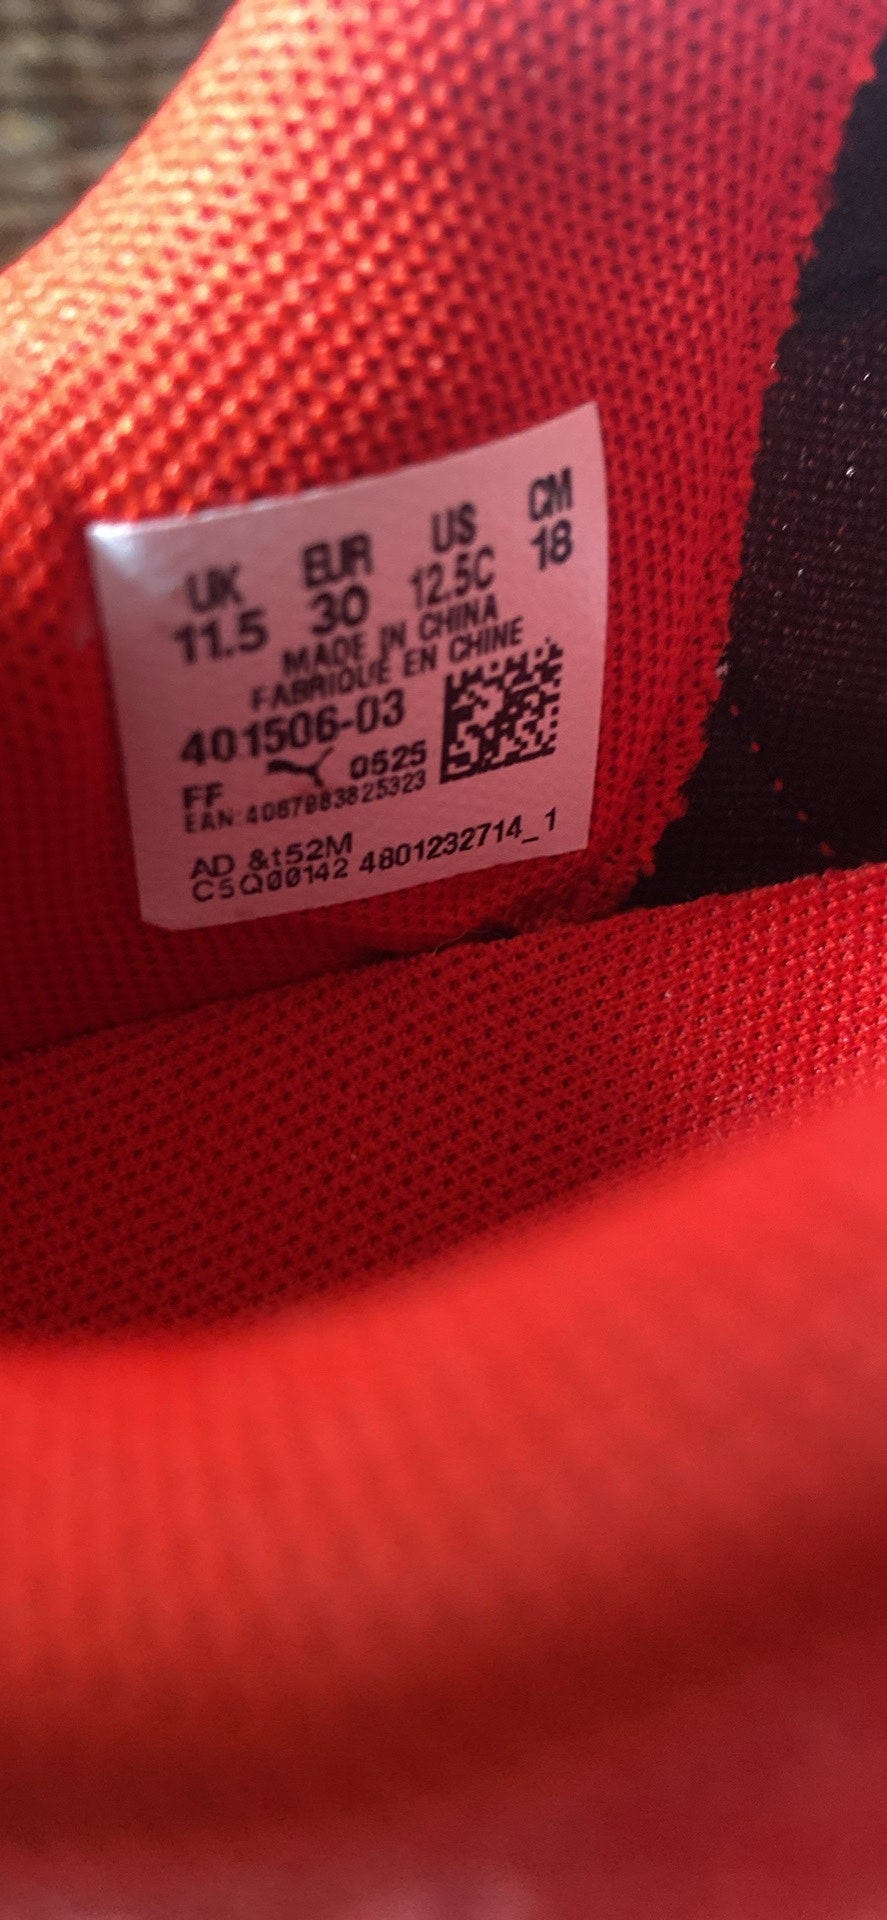 UK EUR US CM
11.5 30 12.5C 18
MADE IN CHINA
FABRIQUÉ EN CHINE
401506-03
FF 0525
EAN:4067983825323
AD &t52M
C5Q00142 4801232714_1